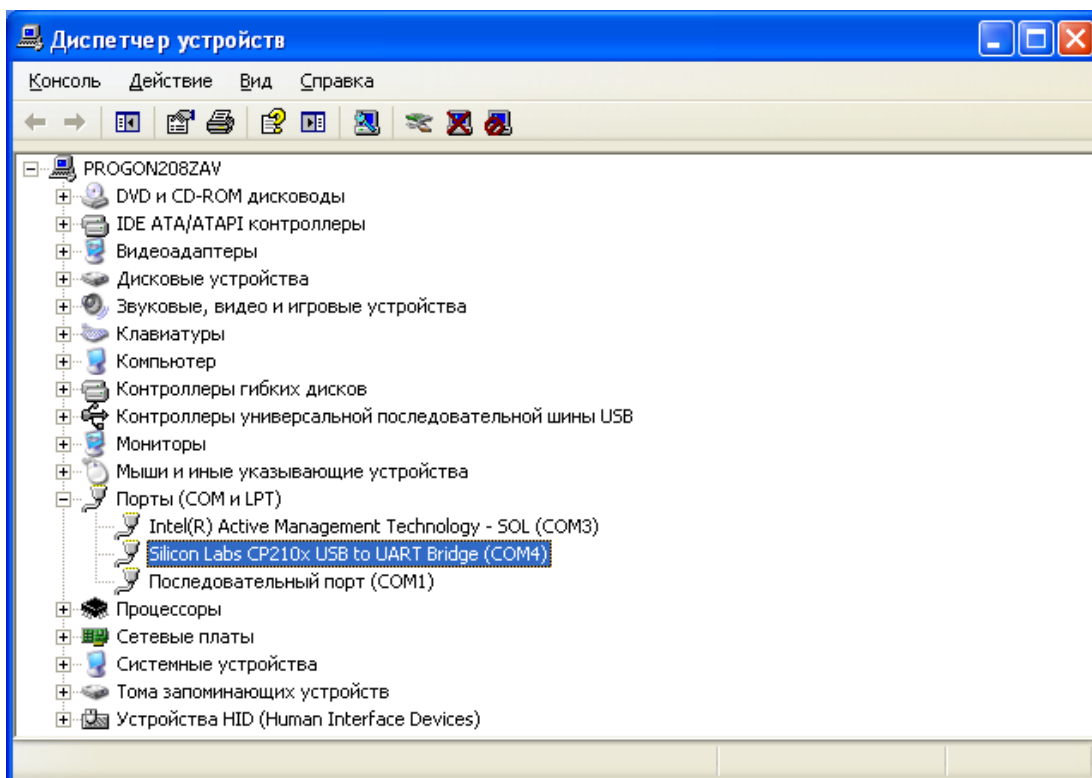 Диспетчер устройств
Консоль Действие Вид Справка
PROGON208ZAV
DVD и CD-ROM дисководы
IDE ATA/ATAPI контроллеры
Видеоадаптеры
Дисковые устройства
Звуковые, видео и игровые устройства
Клавиатуры
Компьютер
Контроллеры гибких дисков
Контроллеры универсальной последовательной шины USB
Мониторы
Мыши и иные указывающие устройства
Порты (COM и LPT)
Intel(R) Active Management Technology - SOL (COM3)
Silicon Labs CP210x USB to UART Bridge (COM4)
Последовательный порт (COM1)
Процессоры
Сетевые платы
Системные устройства
Тома запоминающих устройств
Устройства HID (Human Interface Devices)